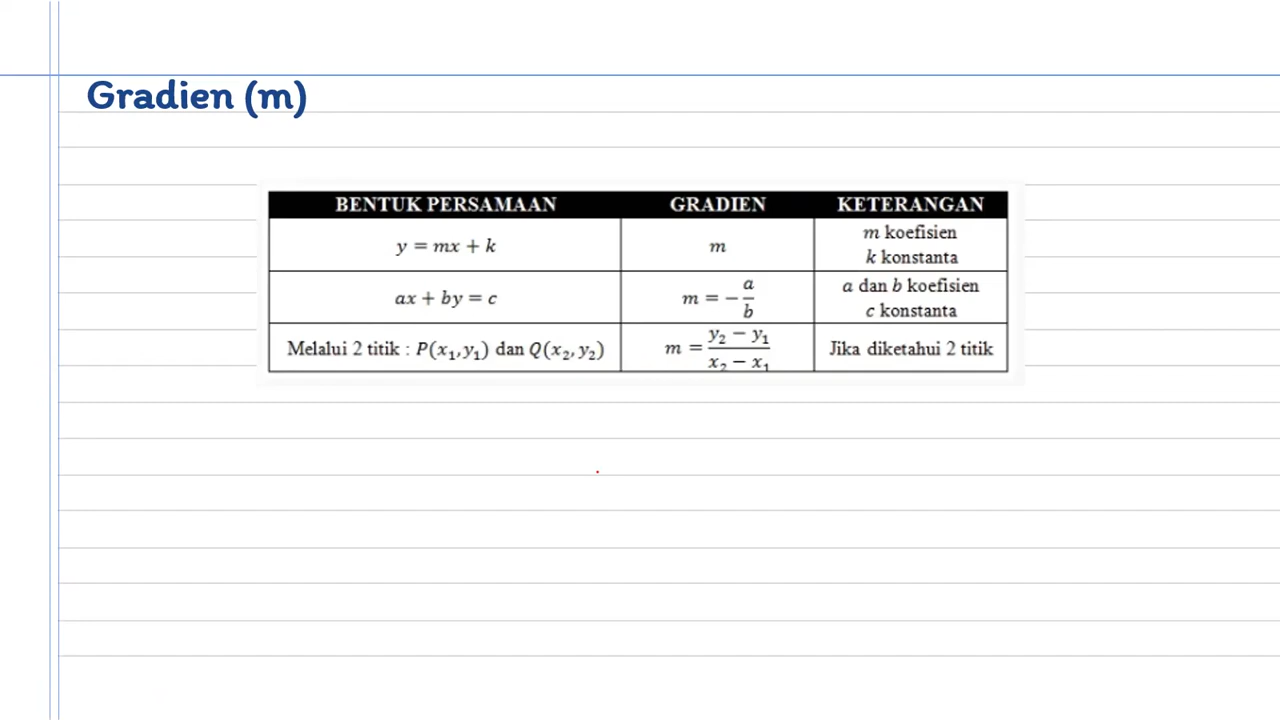 Gradien (m)
BENTUK PERSAMAAN GRADIEN KETERANGAN
y = mx + k m m koefisien
k konstanta
ax + by = c m = −a/b a dan b koefisien
c konstanta
Melalui 2 titik : P(x₁, y₁) dan Q(x₂, y₂) m = (y₂ − y₁)/(x₂ − x₁) Jika diketahui 2 titik